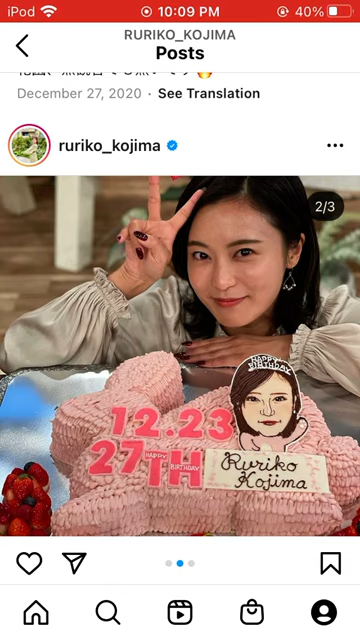 iPod 10:09 PM 40%
RURIKO_KOJIMA
Posts
December 27, 2020 · See Translation
ruriko_kojima
2/3
HAPPY
BIRTHDAY
12.23
27TH
HAPPY
BIRTHDAY
Ruriko
Kojima